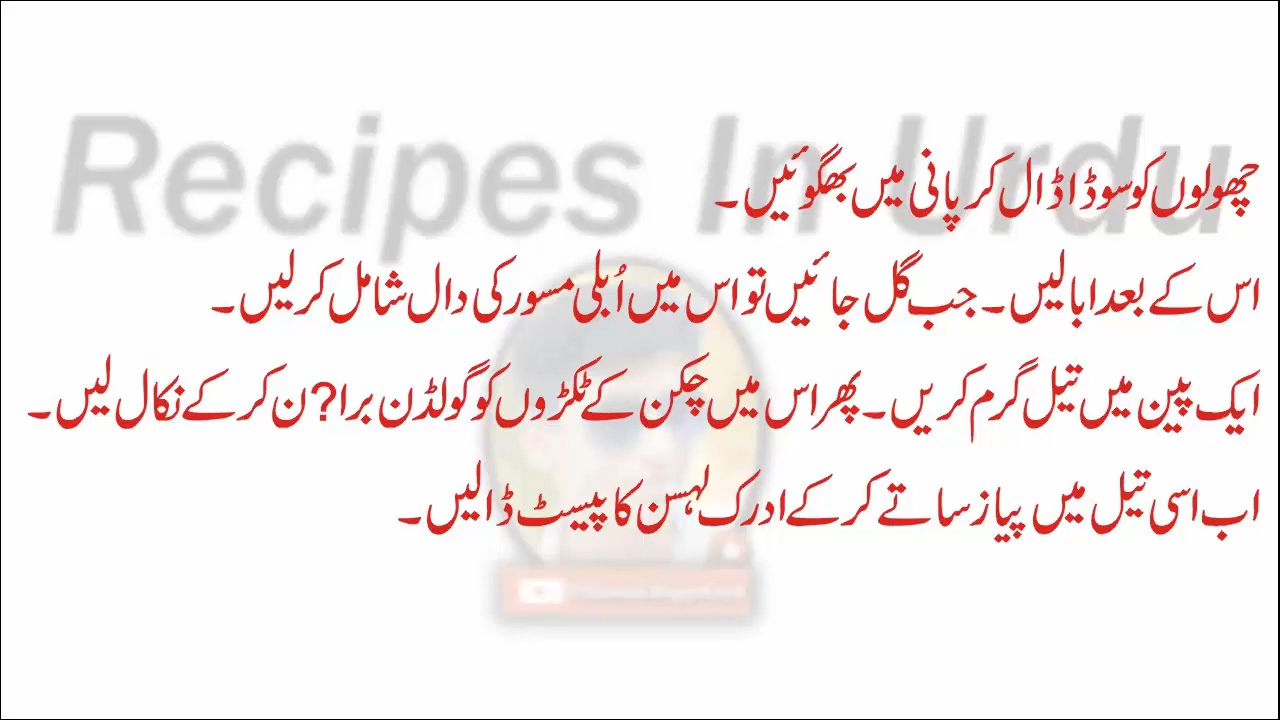 Recipes In Urdu
چھولوں کو سوڈا ڈال کر پانی میں بھگوئیں۔
اس کے بعد ابالیں۔ جب گل جائیں تو اس میں اُبلی مسور کی دال شامل کر لیں۔
ایک پین میں تیل گرم کریں۔ پھر اس میں چکن کے ٹکڑوں کو گولڈن برا?ن کر کے نکال لیں۔
اب اسی تیل میں پیاز ساتے کر کے ادرک لہسن کا پیسٹ ڈالیں۔